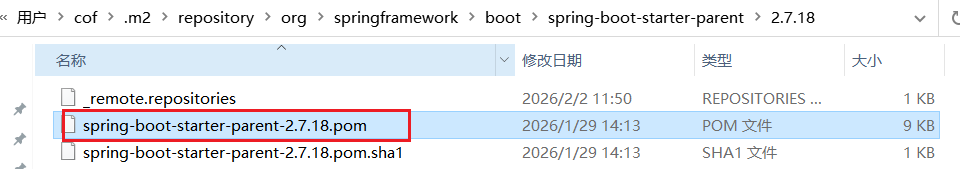 用户 › cof › .m2 › repository › org › springframework › boot › spring-boot-starter-parent › 2.7.18
名称 修改日期 类型 大小
_remote.repositories 2026/2/2 11:50 REPOSITORIES ... 1 KB
spring-boot-starter-parent-2.7.18.pom 2026/1/29 14:13 POM 文件 9 KB
spring-boot-starter-parent-2.7.18.pom.sha1 2026/1/29 14:13 SHA1 文件 1 KB